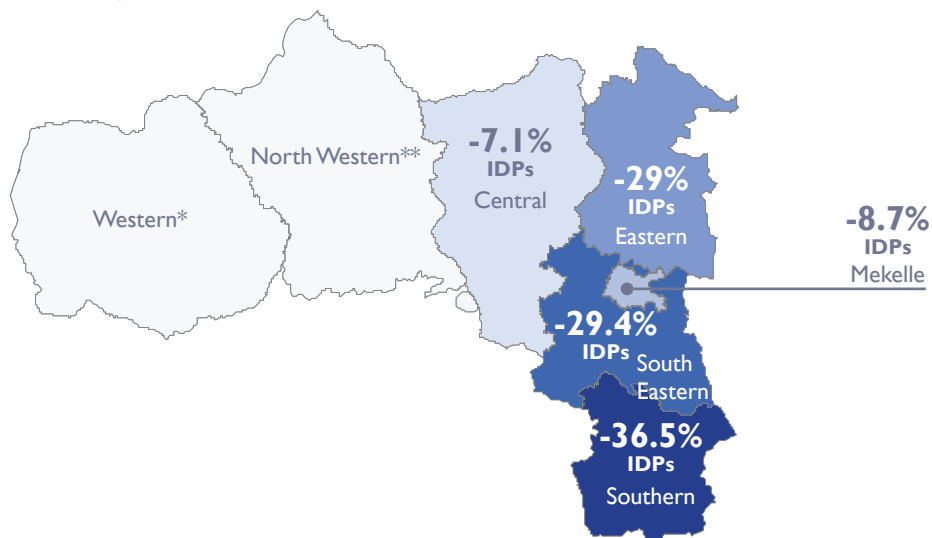 Western*
North Western**
-7.1%
IDPs
Central
-29%
IDPs
Eastern
-8.7%
IDPs
Mekelle
-29.4%
IDPs
South
Eastern
-36.5%
IDPs
Southern